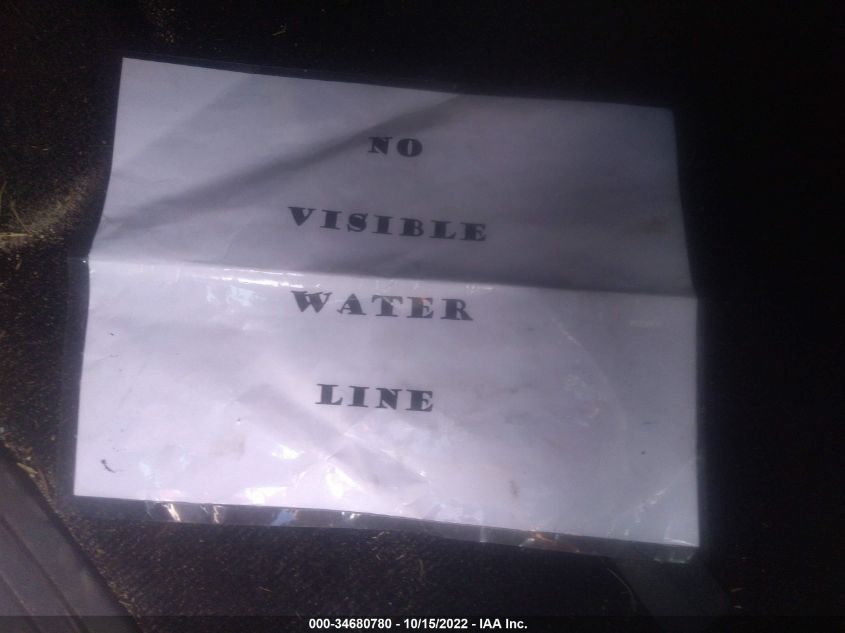 NO
VISIBLE
WATER
LINE
000-34680780 - 10/15/2022 - IAA Inc.